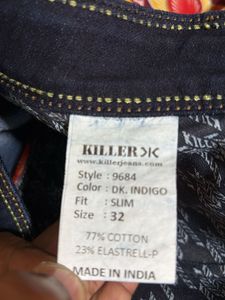 KILLER
www.killerjeans.com
Style : 9684
Color : DK. INDIGO
Fit : SLIM
Size : 32
77% COTTON
23% ELASTRELL-P
MADE IN INDIA